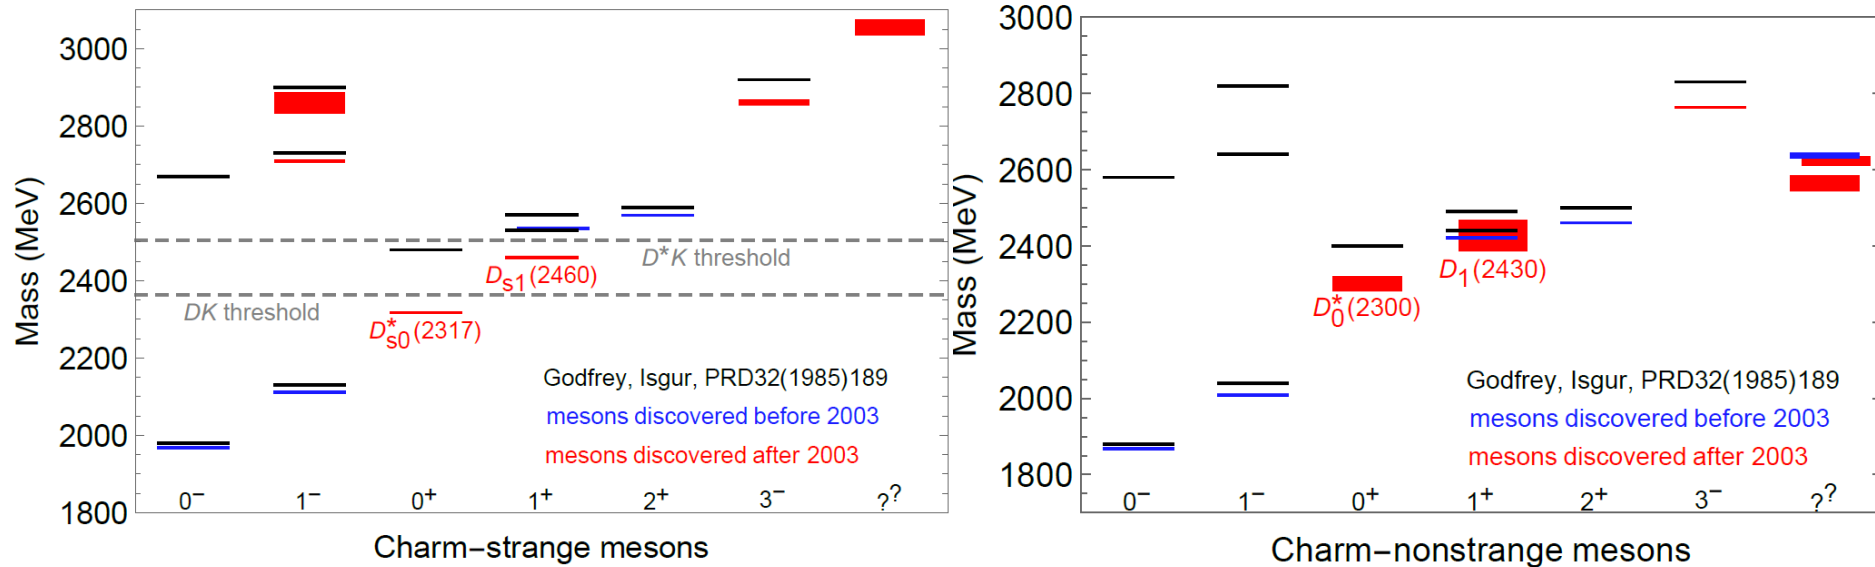 3000
2800
2600
2400
2200
2000
1800
Mass (MeV)
D*K threshold
D_s1(2460)
DK threshold
D*_s0(2317)
Godfrey, Isgur, PRD32(1985)189
mesons discovered before 2003
mesons discovered after 2003
0⁻ 1⁻ 0⁺ 1⁺ 2⁺ 3⁻ ?^?
Charm−strange mesons
3000
2800
2600
2400
2200
2000
1800
Mass (MeV)
D₁(2430)
D*₀(2300)
Godfrey, Isgur, PRD32(1985)189
mesons discovered before 2003
mesons discovered after 2003
0⁻ 1⁻ 0⁺ 1⁺ 2⁺ 3⁻ ?^?
Charm−nonstrange mesons